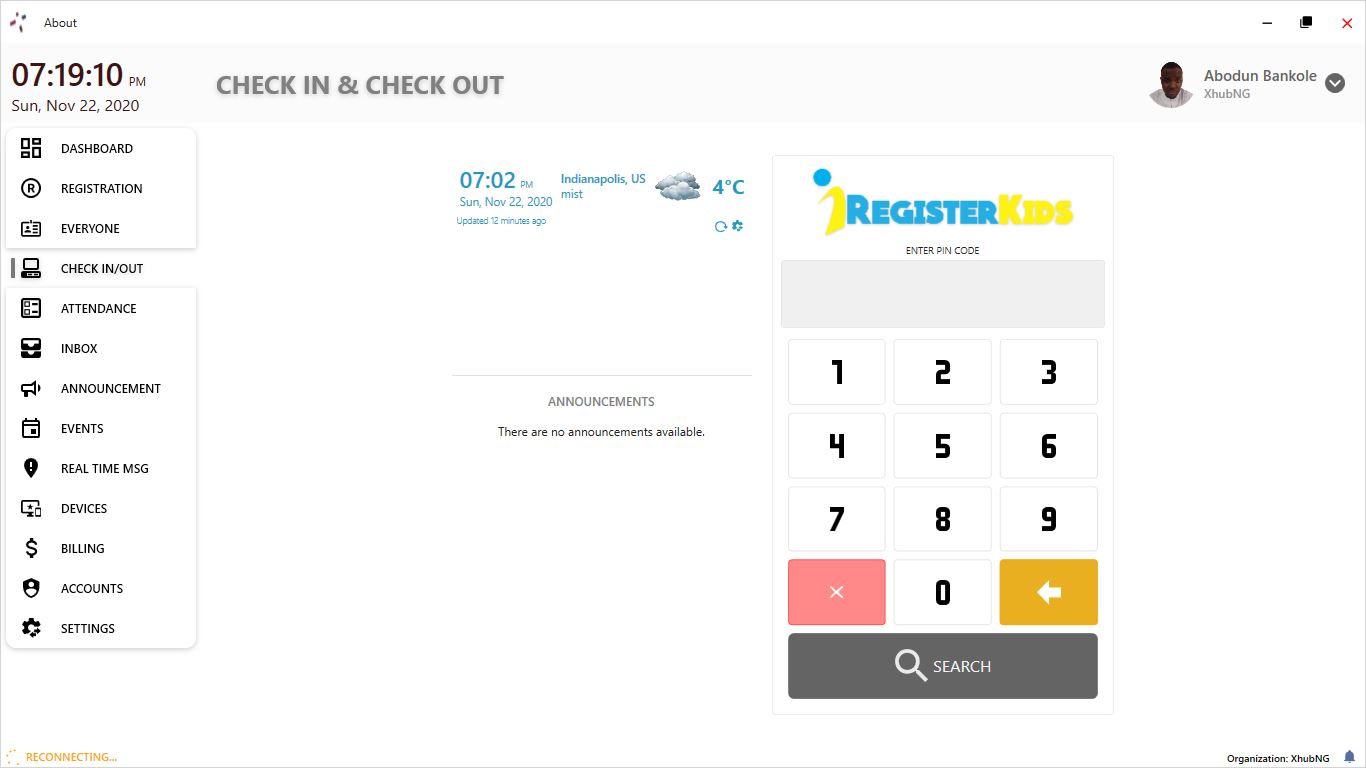 About
07:19:10 PM
Sun, Nov 22, 2020
CHECK IN & CHECK OUT
Abodun Bankole
XhubNG
DASHBOARD
REGISTRATION
EVERYONE
CHECK IN/OUT
ATTENDANCE
INBOX
ANNOUNCEMENT
EVENTS
REAL TIME MSG
DEVICES
BILLING
ACCOUNTS
SETTINGS
07:02 PM
Sun, Nov 22, 2020
Updated 12 minutes ago
Indianapolis, US
mist
4°C
ANNOUNCEMENTS
There are no announcements available.
iRegisterKids
ENTER PIN CODE
1 2 3
4 5 6
7 8 9
× 0
SEARCH
RECONNECTING...
Organization: XhubNG